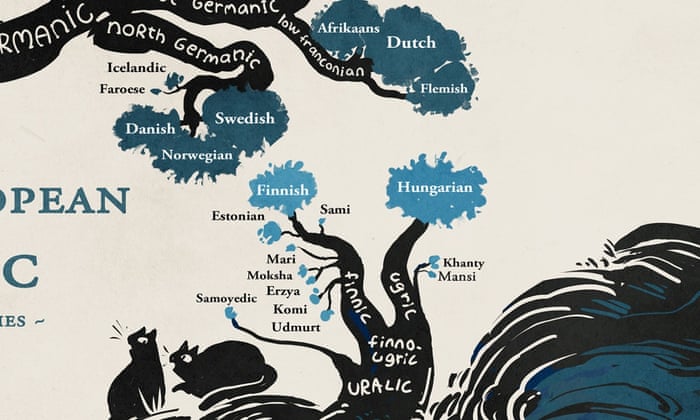 RMANIC
GERMANIC
NORTH GERMANIC
low franconian
Afrikaans
Dutch
Flemish
Icelandic
Faroese
Swedish
Danish
Norwegian
OPEAN
C
IES ~
Finnish
Hungarian
Estonian
Sami
Mari
Moksha
Erzya
Komi
Udmurt
Samoyedic
Khanty
Mansi
finnic
ugric
finno-
ugric
URALIC